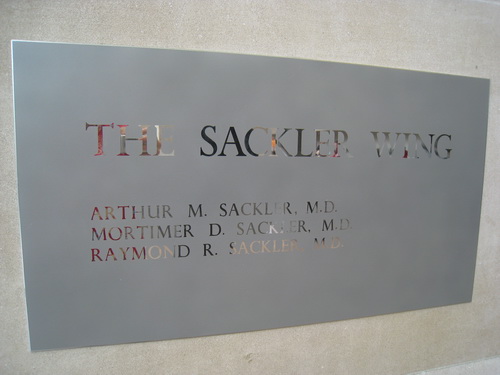 THE SACKLER WING
ARTHUR M. SACKLER, M.D.
MORTIMER D. SACKLER, M.D.
RAYMOND R. SACKLER, M.D.